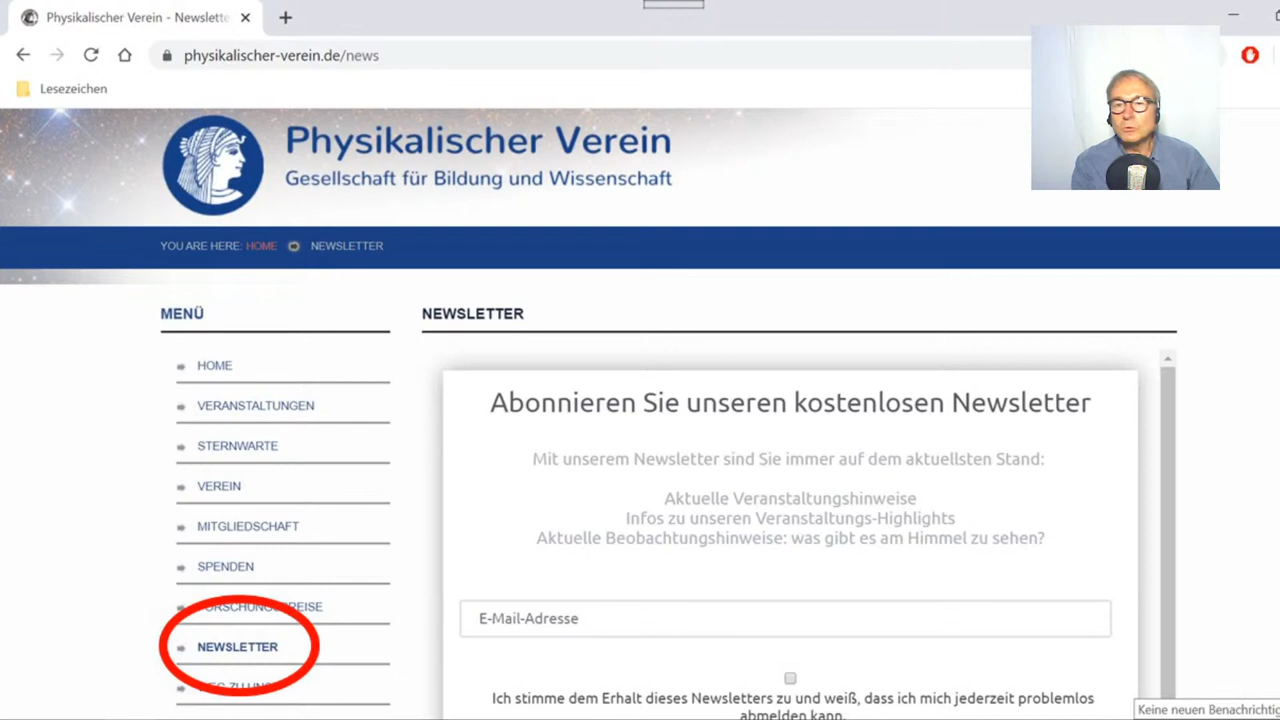 Physikalischer Verein - Newslette
physikalischer-verein.de/news
Lesezeichen
Physikalischer Verein
Gesellschaft für Bildung und Wissenschaft
YOU ARE HERE: HOME NEWSLETTER
MENÜ
HOME
VERANSTALTUNGEN
STERNWARTE
VEREIN
MITGLIEDSCHAFT
SPENDEN
FORSCHUNGSPREISE
NEWSLETTER
WEG ZU UNS
NEWSLETTER
Abonnieren Sie unseren kostenlosen Newsletter
Mit unserem Newsletter sind Sie immer auf dem aktuellsten Stand:
Aktuelle Veranstaltungshinweise
Infos zu unseren Veranstaltungs-Highlights
Aktuelle Beobachtungshinweise: was gibt es am Himmel zu sehen?
E-Mail-Adresse
Ich stimme dem Erhalt dieses Newsletters zu und weiß, dass ich mich jederzeit problemlos
abmelden kann.
Keine neuen Benachrichtig